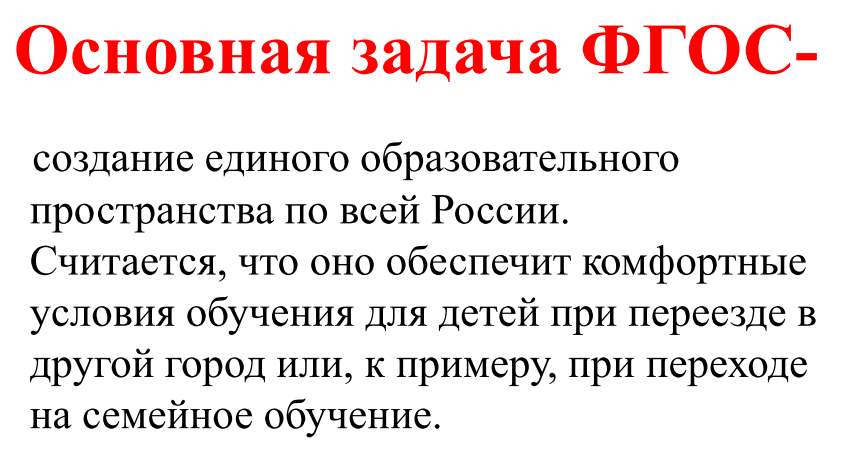 Основная задача ФГОС-
создание единого образовательного
пространства по всей России.
Считается, что оно обеспечит комфортные
условия обучения для детей при переезде в
другой город или, к примеру, при переходе
на семейное обучение.